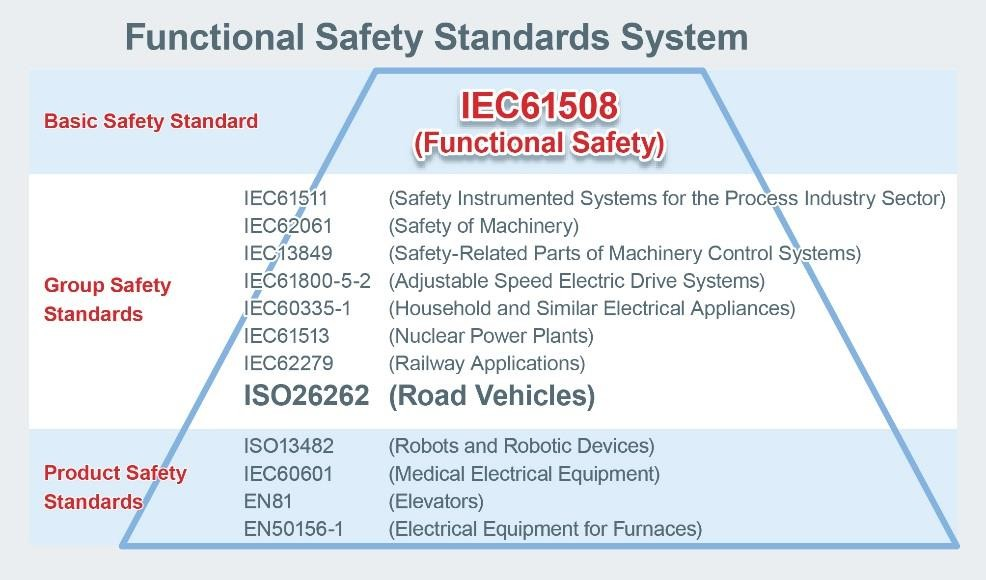 Functional Safety Standards System
Basic Safety Standard
IEC61508
(Functional Safety)
Group Safety
Standards
IEC61511 (Safety Instrumented Systems for the Process Industry Sector)
IEC62061 (Safety of Machinery)
IEC13849 (Safety-Related Parts of Machinery Control Systems)
IEC61800-5-2 (Adjustable Speed Electric Drive Systems)
IEC60335-1 (Household and Similar Electrical Appliances)
IEC61513 (Nuclear Power Plants)
IEC62279 (Railway Applications)
ISO26262 (Road Vehicles)
Product Safety
Standards
ISO13482 (Robots and Robotic Devices)
IEC60601 (Medical Electrical Equipment)
EN81 (Elevators)
EN50156-1 (Electrical Equipment for Furnaces)